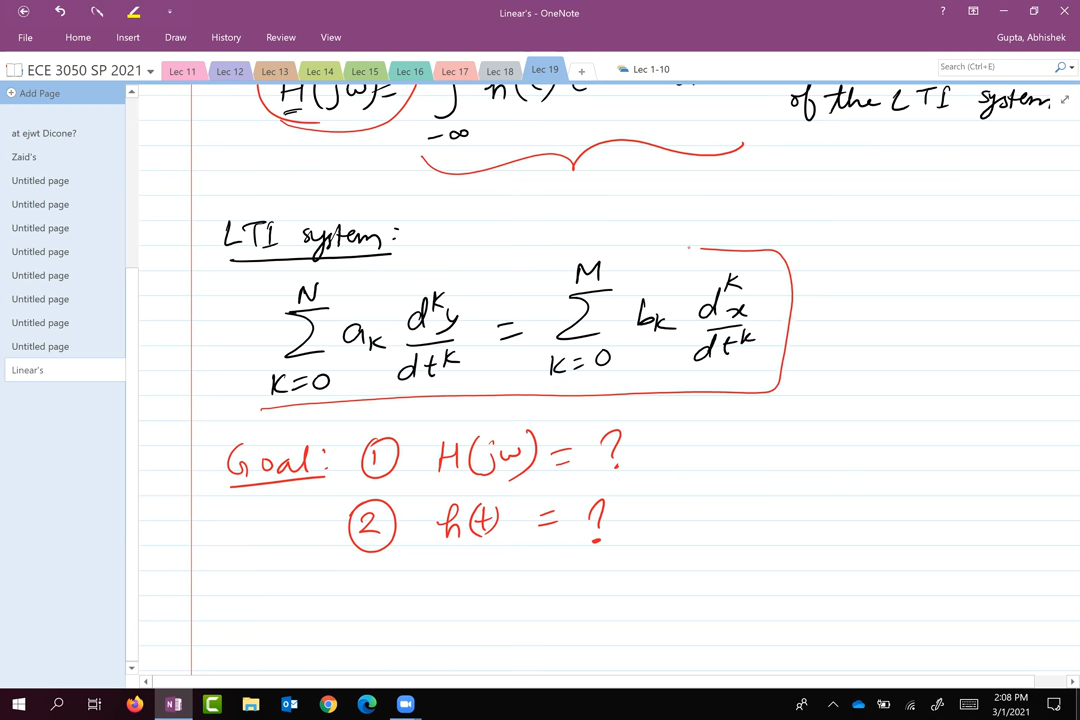 Linear's - OneNote
?
File Home Insert Draw History Review View
Gupta, Abhishek
ECE 3050 SP 2021
Lec 11 Lec 12 Lec 13 Lec 14 Lec 15 Lec 16 Lec 17 Lec 18 Lec 19 + Lec 1-10
Search (Ctrl+E)
Add Page
at ejwt Dicone?
Zaid's
Untitled page
Untitled page
Untitled page
Untitled page
Untitled page
Untitled page
Untitled page
Untitled page
Linear's
H(jω)= ∫ h(t) e
-∞
of the LTI system.
LTI system:
∑_{k=0}^{N} a_k d^k y/dt^k = ∑_{k=0}^{M} b_k d^k x/dt^k
Goal: ① H(jω) = ?
② h(t) = ?
2:08 PM
3/1/2021